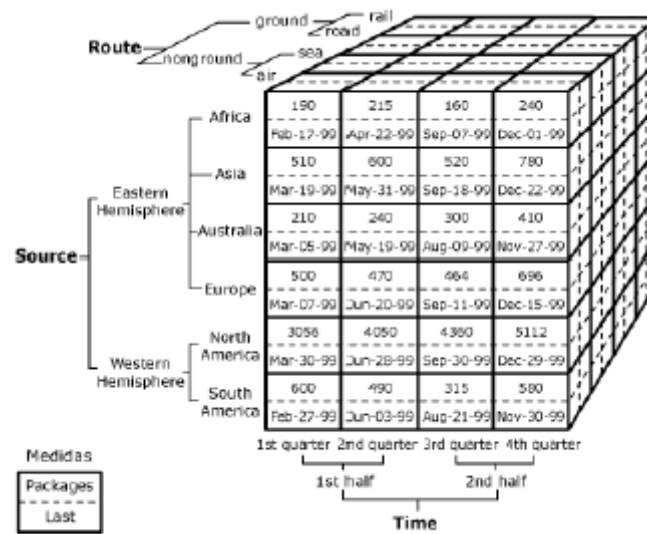 ground
rail
road
Route
nonground
sea
air
Africa
190 215 160 240
Feb-17-99 Apr-22-99 Sep-07-99 Dec-01-99
Asia
510 600 520 780
Mar-19-99 May-31-99 Sep-18-99 Dec-22-99
Eastern
Hemisphere
Australia
210 240 300 410
Mar-05-99 May-19-99 Aug-09-99 Nov-27-99
Source
Europe
500 470 464 696
Mar-07-99 Jun-20-99 Sep-11-99 Dec-15-99
North
America
3056 4050 4360 5112
Mar-30-99 Jun-28-99 Sep-30-99 Dec-29-99
Western
Hemisphere
South
America
600 490 315 580
Feb-27-99 Jun-03-99 Aug-21-99 Nov-30-99
1st quarter 2nd quarter 3rd quarter 4th quarter
Medidas
Packages
Last
1st half 2nd half
Time